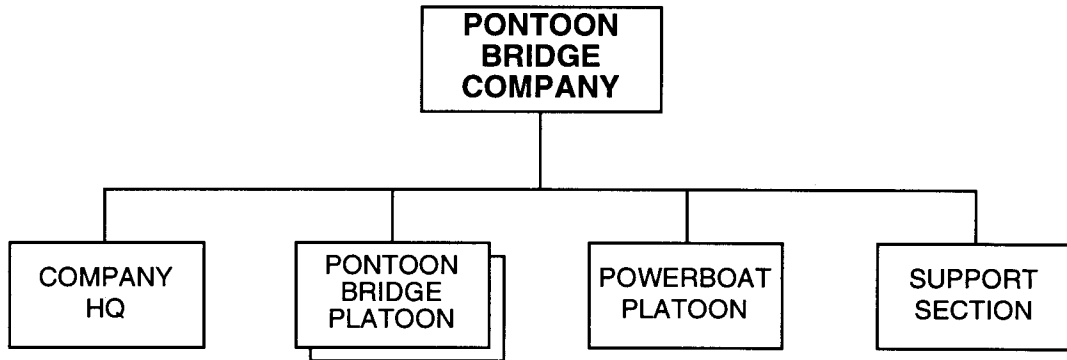 PONTOON
BRIDGE
COMPANY
COMPANY
HQ
PONTOON
BRIDGE
PLATOON
POWERBOAT
PLATOON
SUPPORT
SECTION